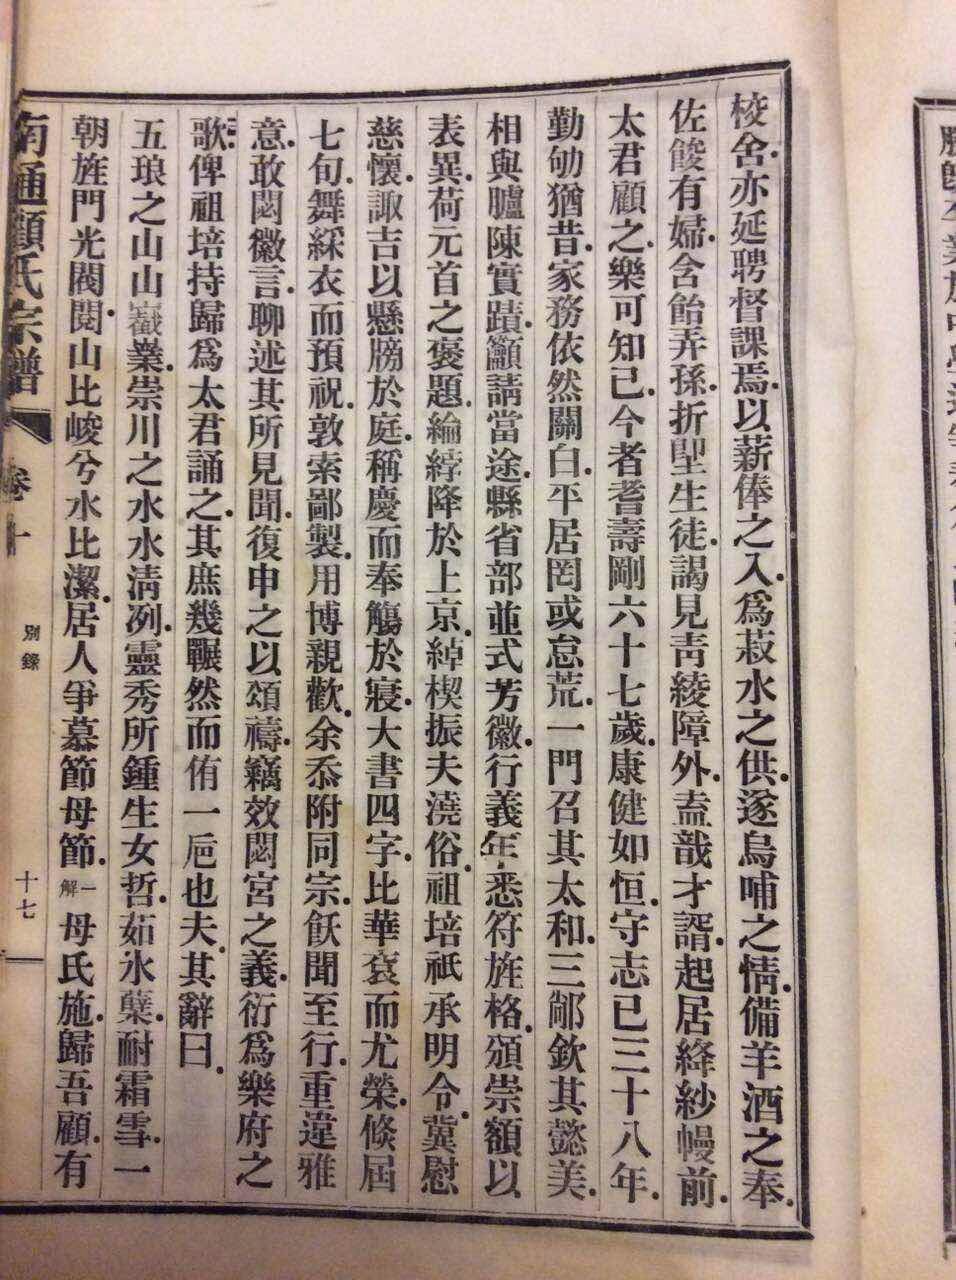 校舍亦延聘督課焉以薪俸之入爲菽水之供遂烏哺之情備羊酒之奉
佐餕有婦含飴弄孫折閏生徒謁見靑綾障外盍哉才諝起居絳紗幔前
太君顧之樂可知已今者耆壽剛六十七歲康健如恒守志已三十八年
勤劬猶昔家務依然關白平居罔或怠荒一門召其太和三鄰欽其懿美
相與臚陳實蹟籲請當途縣省部並式芳徽行義年悉符旌格頒崇額以
表異荷元首之褒題綸綍降於上京綽楔振夫澆俗祖培祇承明令冀慰
慈懷諏吉以懸牓於庭稱慶而奉觴於寢大書四字比華袞而尤榮倏屆
七旬舞綵衣而預祝敦索鄙製用博親歡余忝附同宗飫聞至行重違雅
意敢閟徽言聊述其所見聞復申之以頌禱竊效閟宮之義衍爲樂府之
歌俾祖培持歸爲太君誦之其庶幾囅然而侑一巵也夫其辭曰
五琅之山山嶻嶪崇川之水水淸冽靈秀所鍾生女哲茹氷蘗耐霜雪一
朝旌門光閥閱山比峻兮水比潔居人爭慕節母節一解母氏施歸吾顧有
南通顧氏宗譜 卷十 別錄 十七